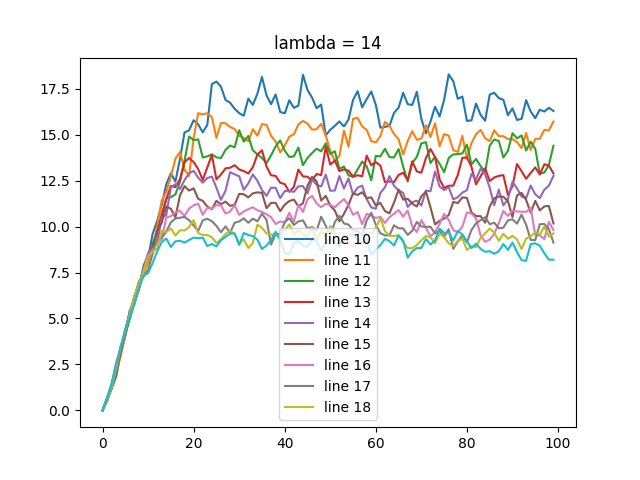 lambda = 14
17.5
15.0
12.5
10.0
7.5
5.0
2.5
0.0
line 10
line 11
line 12
line 13
line 14
line 15
line 16
line 17
line 18
0 20 40 60 80 100